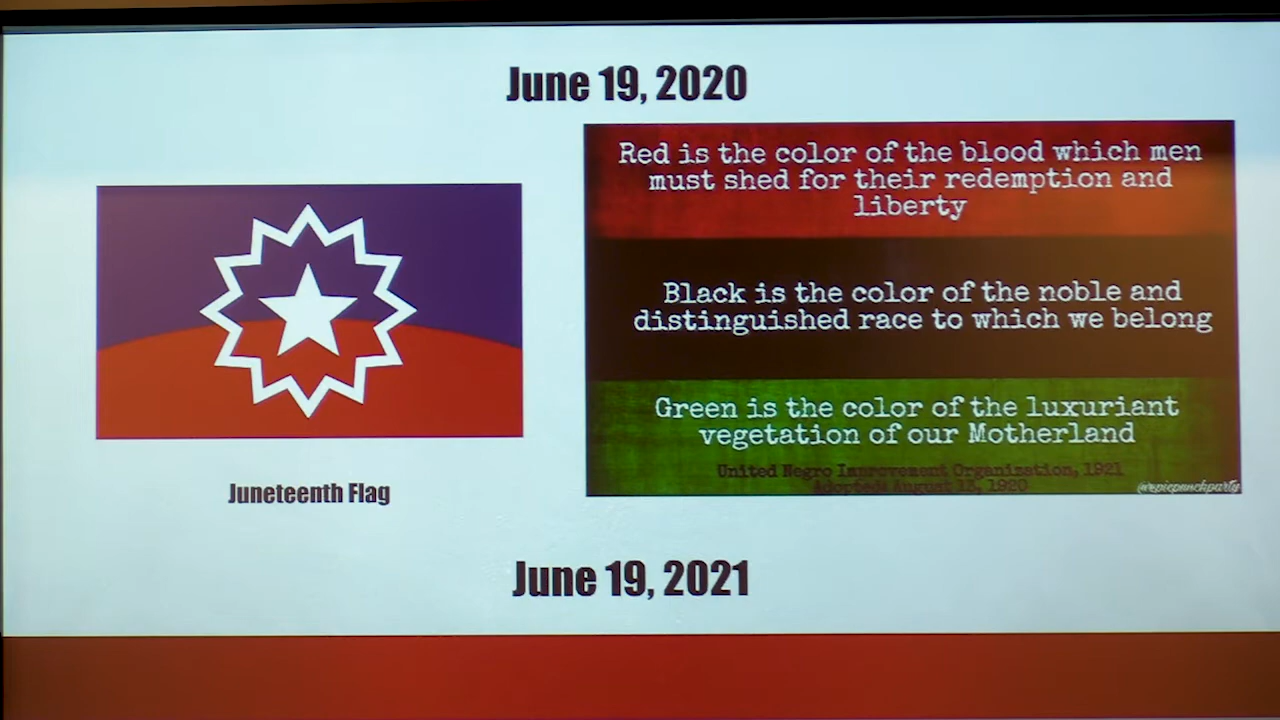 June 19, 2020
Red is the color of the blood which men
must shed for their redemption and
liberty
Black is the color of the noble and
distinguished race to which we belong
Green is the color of the luxuriant
vegetation of our Motherland
United Negro Improvement Organization, 1921
Adopted: August 13, 1920
@epicpunchparty
Juneteenth Flag
June 19, 2021